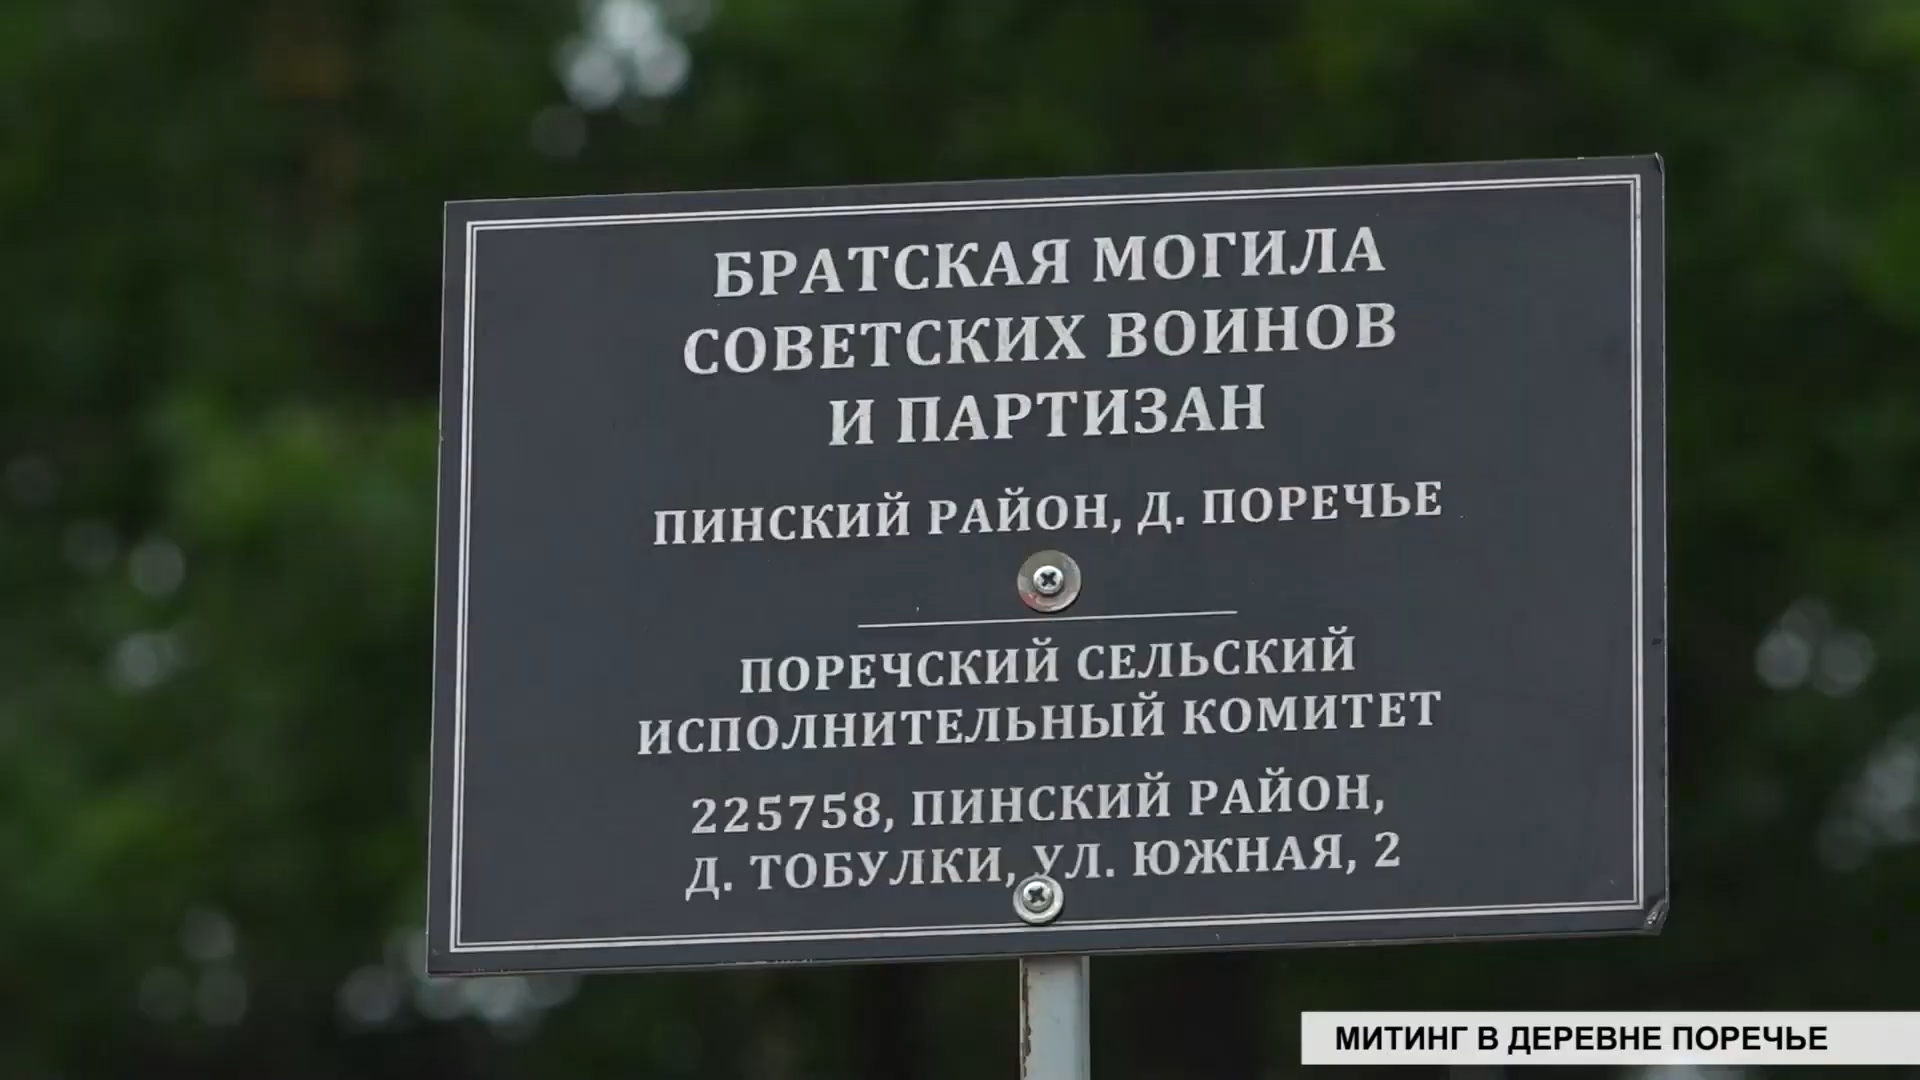 БРАТСКАЯ МОГИЛА
СОВЕТСКИХ ВОИНОВ
И ПАРТИЗАН
ПИНСКИЙ РАЙОН, Д. ПОРЕЧЬЕ
ПОРЕЧСКИЙ СЕЛЬСКИЙ
ИСПОЛНИТЕЛЬНЫЙ КОМИТЕТ
225758, ПИНСКИЙ РАЙОН,
Д. ТОБУЛКИ, УЛ. ЮЖНАЯ, 2
МИТИНГ В ДЕРЕВНЕ ПОРЕЧЬЕ